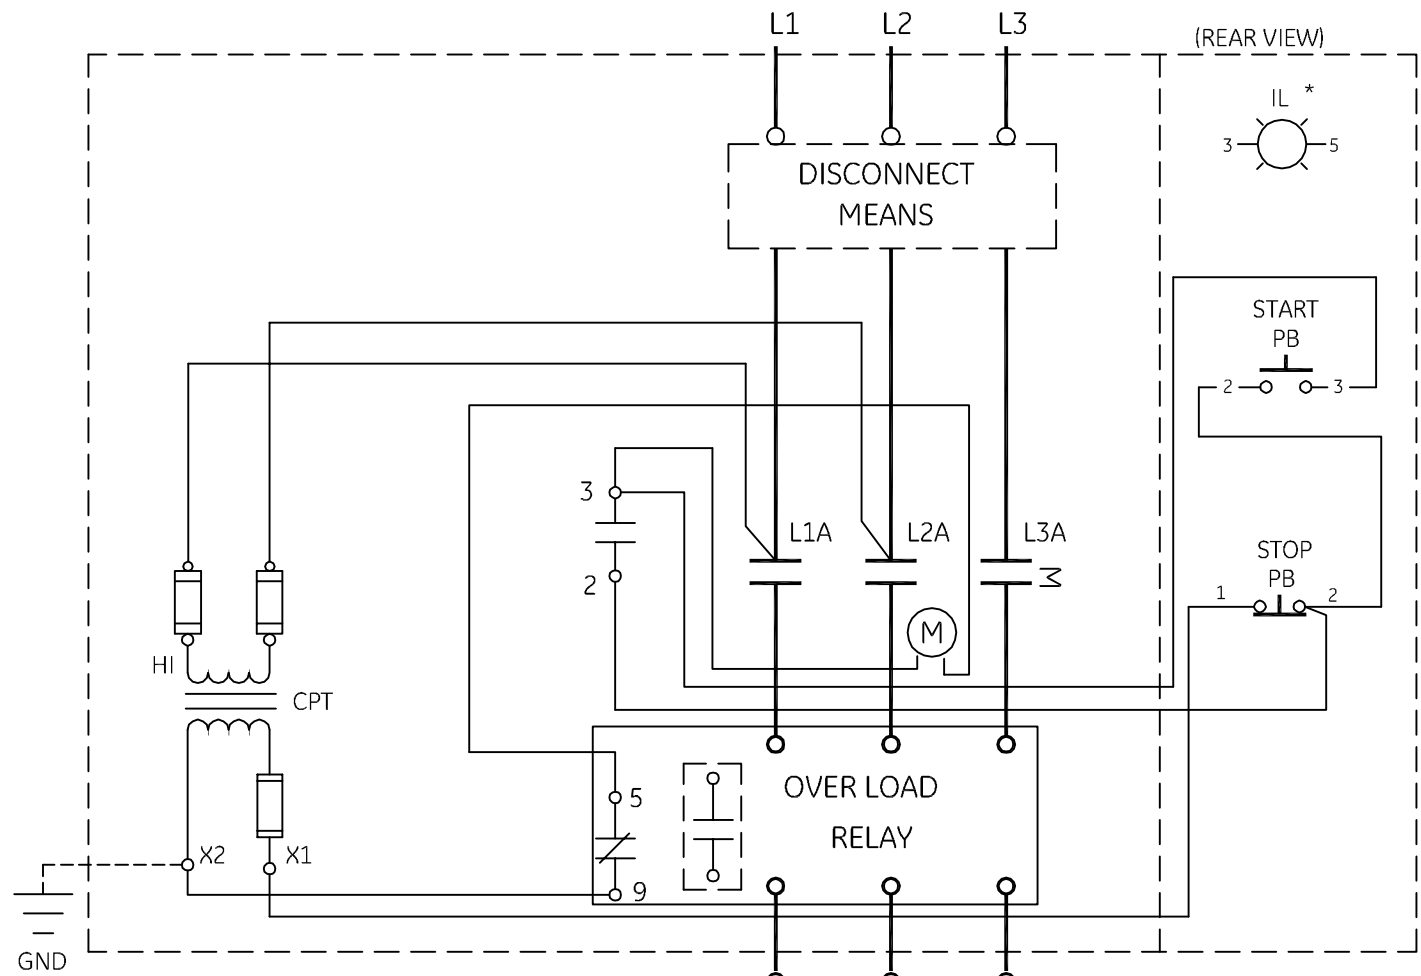 L1 L2 L3
(REAR VIEW)
IL *
3 5
DISCONNECT
MEANS
START
PB
2 3
3
L1A L2A L3A
M
STOP
PB
1 2
2
M
HI
CPT
OVER LOAD
RELAY
5
X2 X1
9
GND